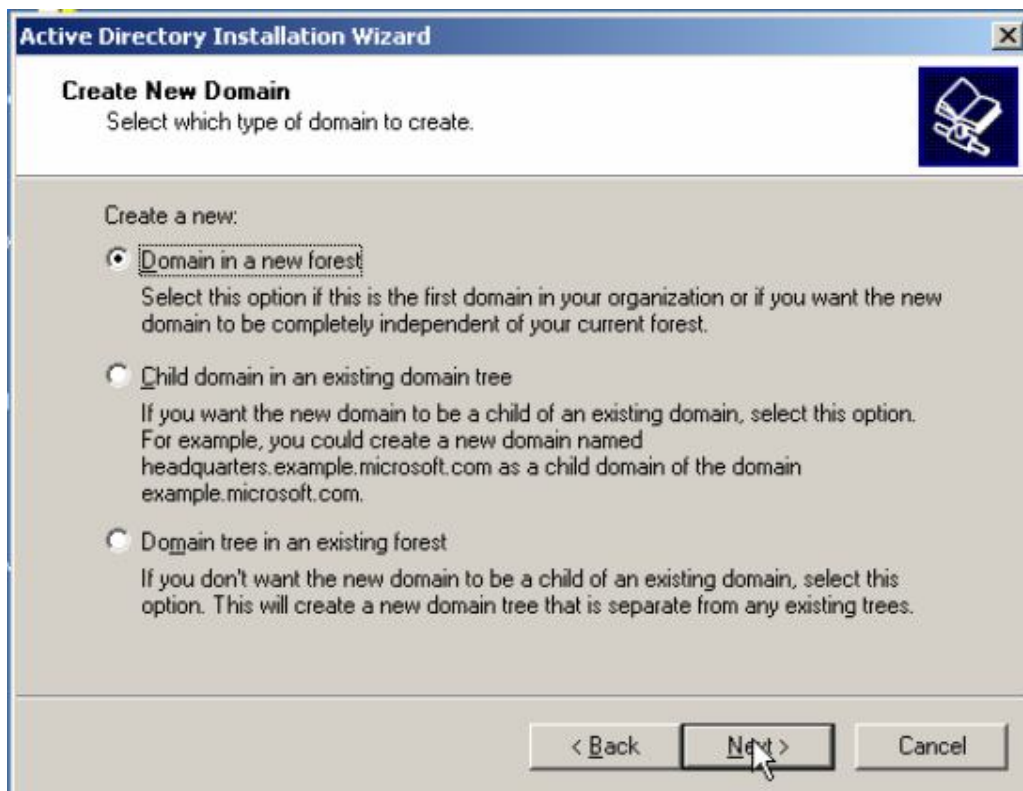 Active Directory Installation Wizard
Create New Domain
Select which type of domain to create.
Create a new:
Domain in a new forest
Select this option if this is the first domain in your organization or if you want the new
domain to be completely independent of your current forest.
Child domain in an existing domain tree
If you want the new domain to be a child of an existing domain, select this option.
For example, you could create a new domain named
headquarters.example.microsoft.com as a child domain of the domain
example.microsoft.com.
Domain tree in an existing forest
If you don't want the new domain to be a child of an existing domain, select this
option. This will create a new domain tree that is separate from any existing trees.
< Back Next > Cancel